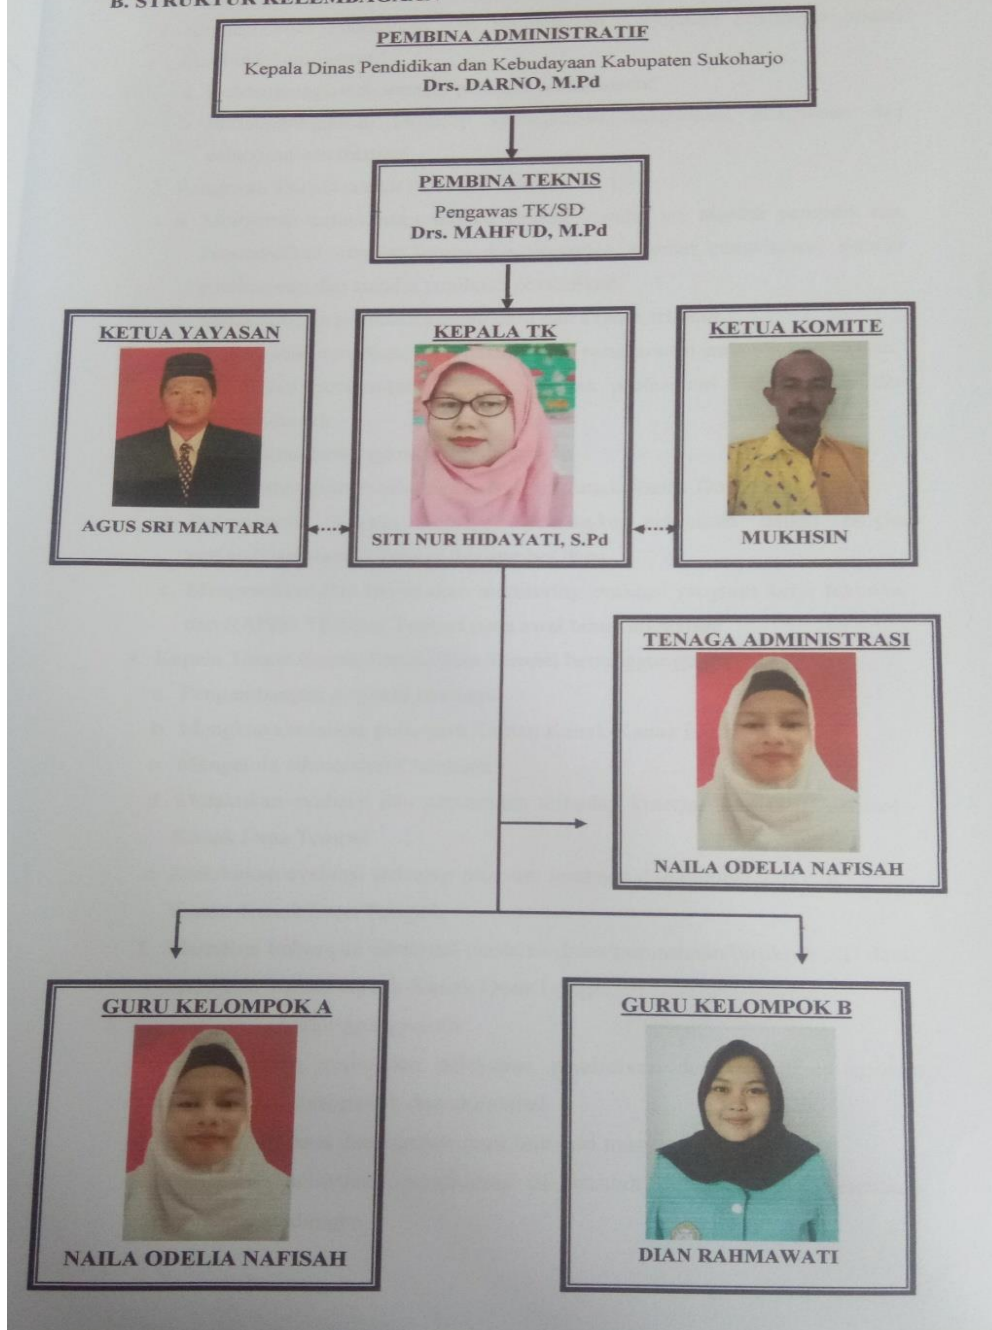 B. STRUKTUR KELEMBAGAAN
PEMBINA ADMINISTRATIF
Kepala Dinas Pendidikan dan Kebudayaan Kabupaten Sukoharjo
Drs. DARNO, M.Pd
PEMBINA TEKNIS
Pengawas TK/SD
Drs. MAHFUD, M.Pd
KETUA YAYASAN
AGUS SRI MANTARA
KEPALA TK
SITI NUR HIDAYATI, S.Pd
KETUA KOMITE
MUKHSIN
TENAGA ADMINISTRASI
NAILA ODELIA NAFISAH
GURU KELOMPOK A
NAILA ODELIA NAFISAH
GURU KELOMPOK B
DIAN RAHMAWATI